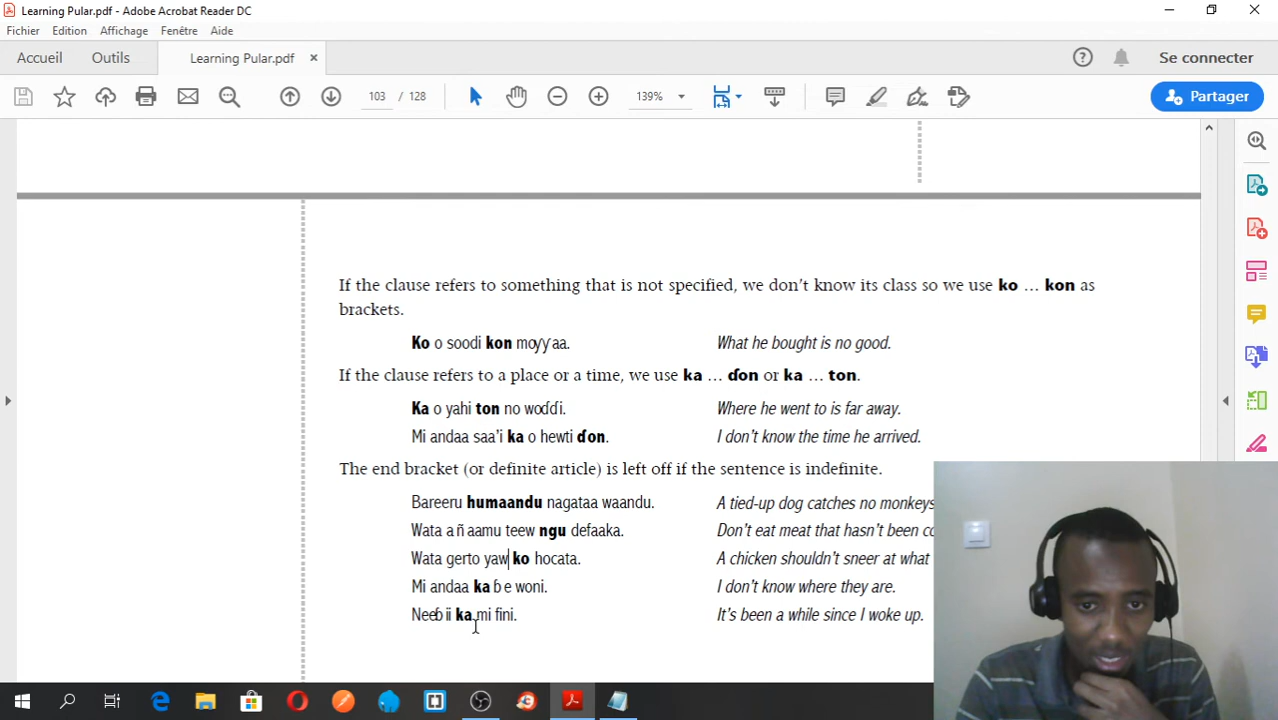 Learning Pular.pdf - Adobe Acrobat Reader DC
Fichier Edition Affichage Fenêtre Aide
Accueil Outils Learning Pular.pdf × Se connecter
103 / 128 139% Partager
If the clause refers to something that is not specified, we don't know its class so we use ko ... kon as
brackets.
Ko o soodi kon moƴƴaa. What he bought is no good.
If the clause refers to a place or a time, we use ka ... ɗon or ka ... ton.
Ka o yahi ton no woɗɗi. Where he went to is far away.
Mi andaa saa'i ka o hewti ɗon. I don't know the time he arrived.
The end bracket (or definite article) is left off if the sentence is indefinite.
Bareeru humaandu nagataa waandu. A tied-up dog catches no monkeys
Wata a ñaamu teew ngu defaaka. Don't eat meat that hasn't been
Wata gerto yaw ko hocata. A chicken shouldn't sneer at what
Mi andaa ka ɓe woni. I don't know where they are.
Neeɓii ka mi fini. It's been a while since I woke up.